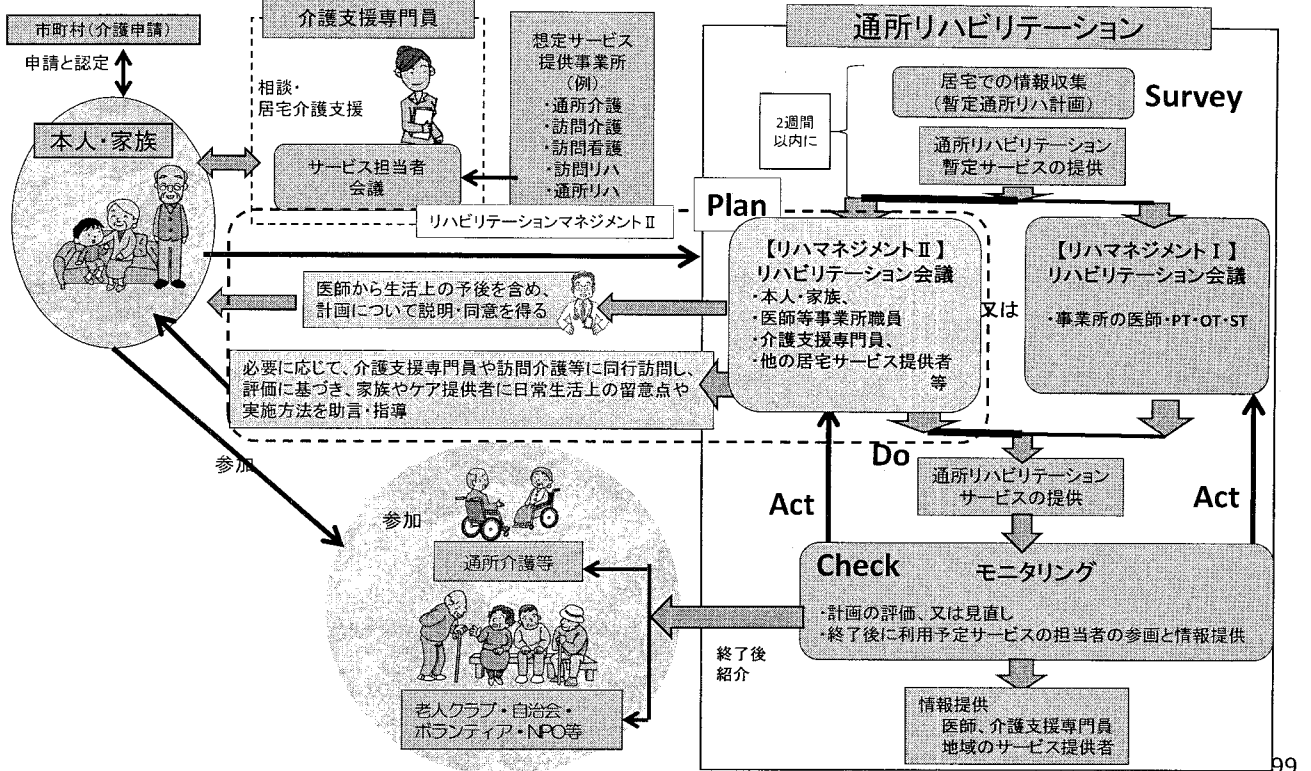 市町村(介護申請)
申請と認定
本人・家族
介護支援専門員
相談・
居宅介護支援
サービス担当者
会議
想定サービス
提供事業所
(例)
・通所介護
・訪問介護
・訪問看護
・訪問リハ
・通所リハ
リハビリテーションマネジメントⅡ
通所リハビリテーション
居宅での情報収集
(暫定通所リハ計画)
Survey
2週間
以内に
通所リハビリテーション
暫定サービスの提供
Plan
【リハマネジメントⅡ】
リハビリテーション会議
・本人・家族、
・医師等事業所職員
・介護支援専門員、
・他の居宅サービス提供者
等
又は
【リハマネジメントⅠ】
リハビリテーション会議
・事業所の医師・PT・OT・ST
医師から生活上の予後を含め、
計画について説明・同意を得る
必要に応じて、介護支援専門員や訪問介護等に同行訪問し、
評価に基づき、家族やケア提供者に日常生活上の留意点や
実施方法を助言・指導
Do
通所リハビリテーション
サービスの提供
Act
Act
Check
モニタリング
・計画の評価、又は見直し
・終了後に利用予定サービスの担当者の参画と情報提供
参加
参加
通所介護等
老人クラブ・自治会・
ボランティア・NPO等
終了後
紹介
情報提供
医師、介護支援専門員
地域のサービス提供者
99